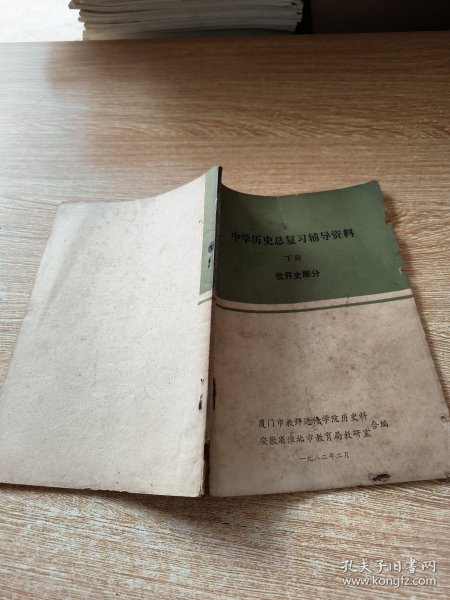 中学历史总复习辅导资料
下册
世界史部分
厦门市教师进修学院历史科
安徽省淮北市教育局教研室
合编
一九八二年二月
孔夫子旧书网
www.kongfz.com